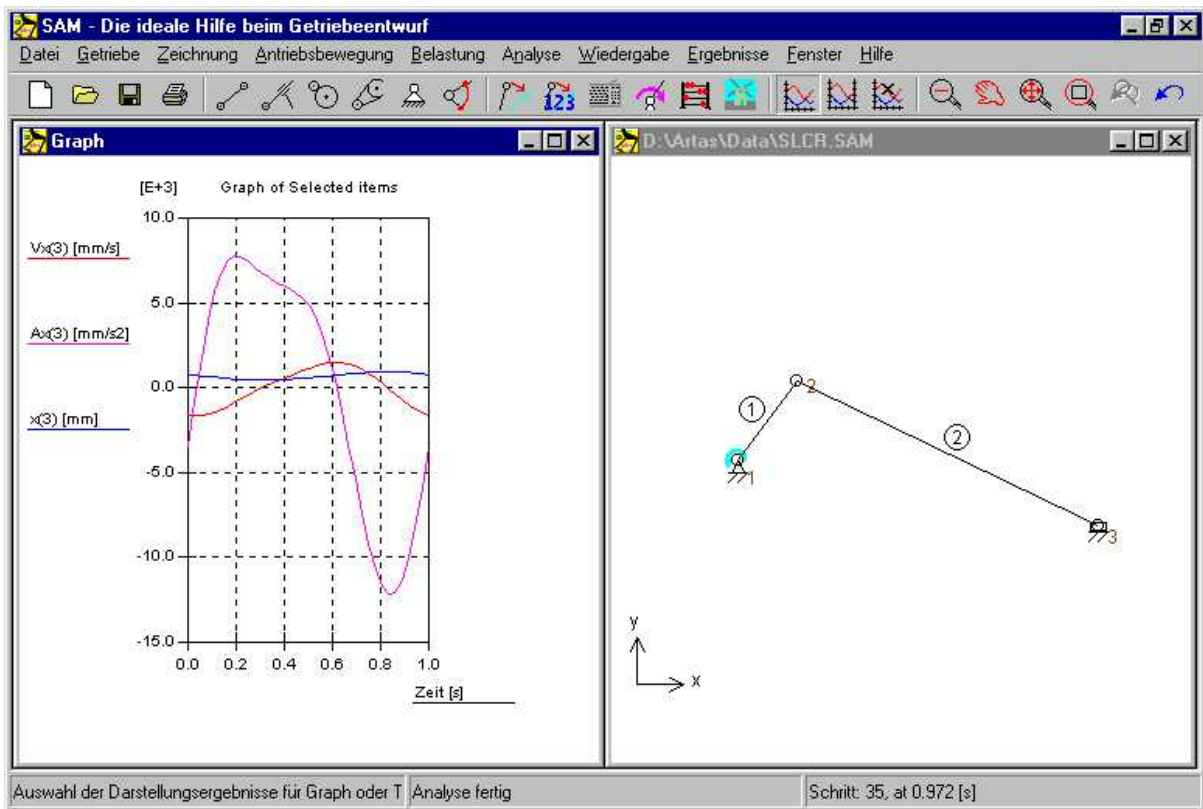 SAM - Die ideale Hilfe beim Getriebeentwurf
Datei Getriebe Zeichnung Antriebsbewegung Belastung Analyse Wiedergabe Ergebnisse Fenster Hilfe
123
Graph
[E+3] Graph of Selected items
10.0
Vx(3) [mm/s]
5.0
Ax(3) [mm/s2]
0.0
x(3) [mm]
-5.0
-10.0
-15.0
0.0 0.2 0.4 0.6 0.8 1.0
Zeit [s]
D:\Artas\Data\SLCR.SAM
2
1
2
1
3
y
x
Auswahl der Darstellungsergebnisse für Graph oder T
Analyse fertig
Schritt: 35, at 0.972 [s]